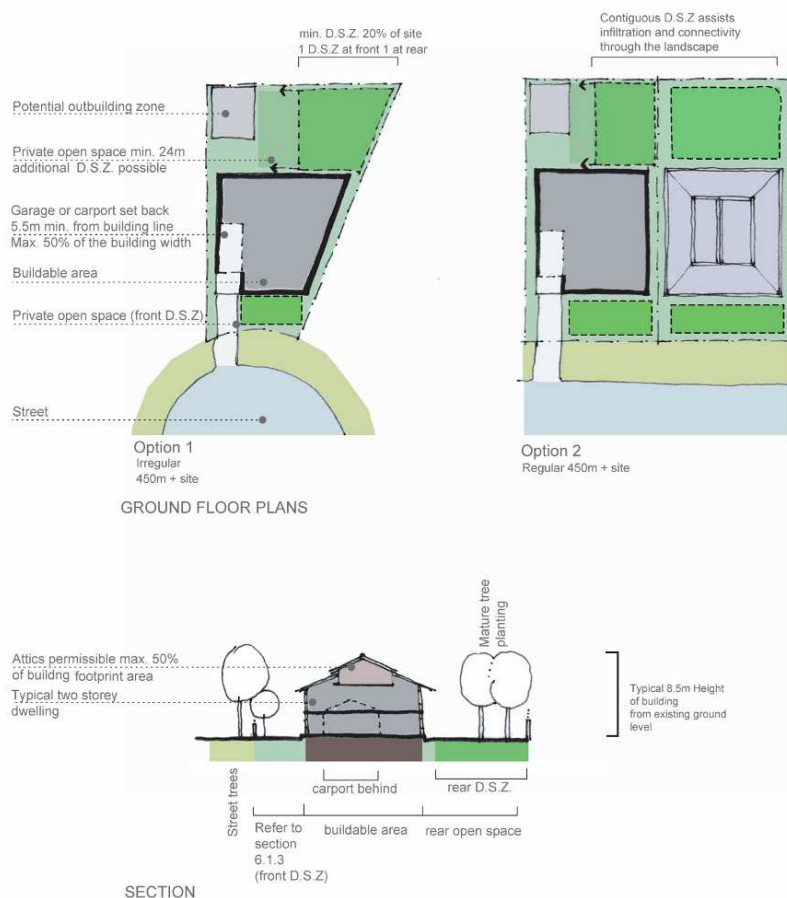 min. D.S.Z. 20% of site
1 D.S.Z at front 1 at rear
Contiguous D.S.Z assists
infiltration and connectivity
through the landscape
Potential outbuilding zone
Private open space min. 24m
additional D.S.Z. possible
Garage or carport set back
5.5m min. from building line
Max. 50% of the building width
Buildable area
Private open space (front D.S.Z)
Street
Option 1
Irregular
450m + site
Option 2
Regular 450m + site
GROUND FLOOR PLANS
Attics permissible max. 50%
of buildng footprint area
Typical two storey
dwelling
Mature tree
planting
Typical 8.5m Height
of building
from existing ground
level
carport behind
rear D.S.Z.
Street trees
Refer to
section
6.1.3
(front D.S.Z)
buildable area
rear open space
SECTION